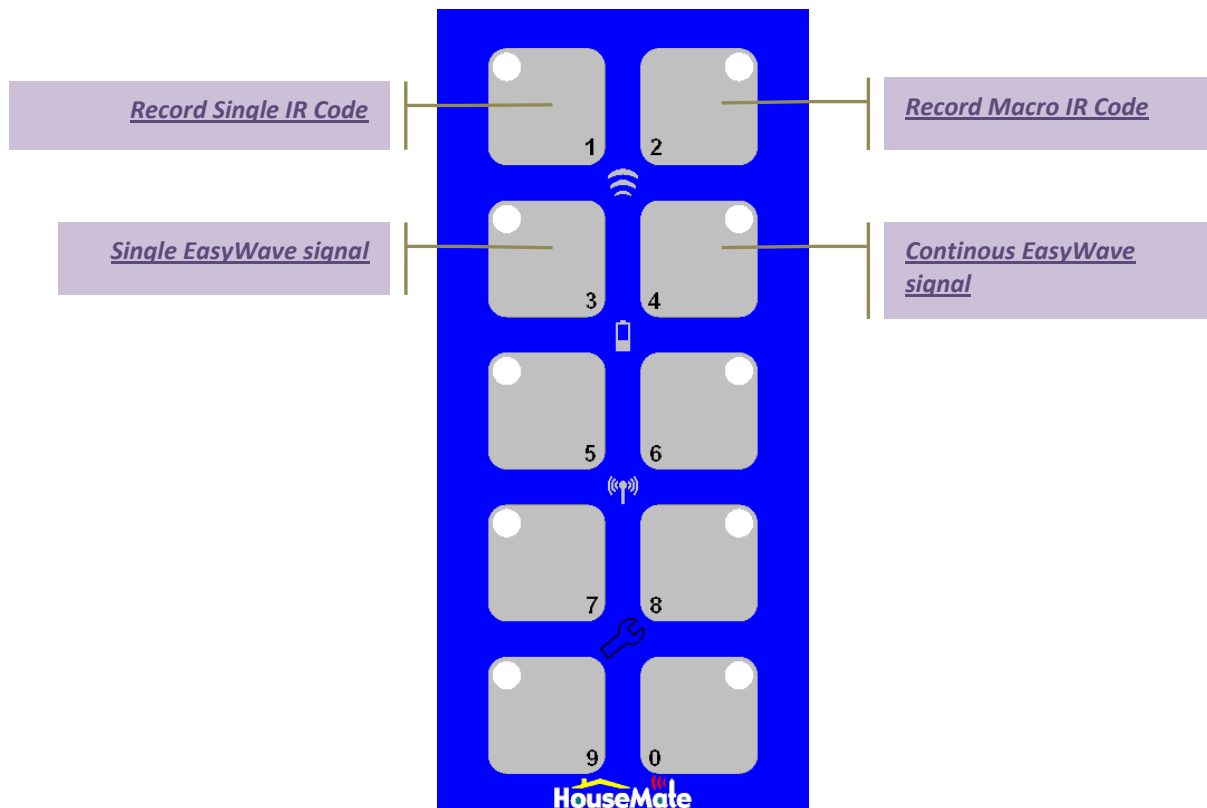 Record Single IR Code
Record Macro IR Code
1
2
Single EasyWave signal
Continous EasyWave
signal
3
4
5
6
7
8
9
0
HouseMate